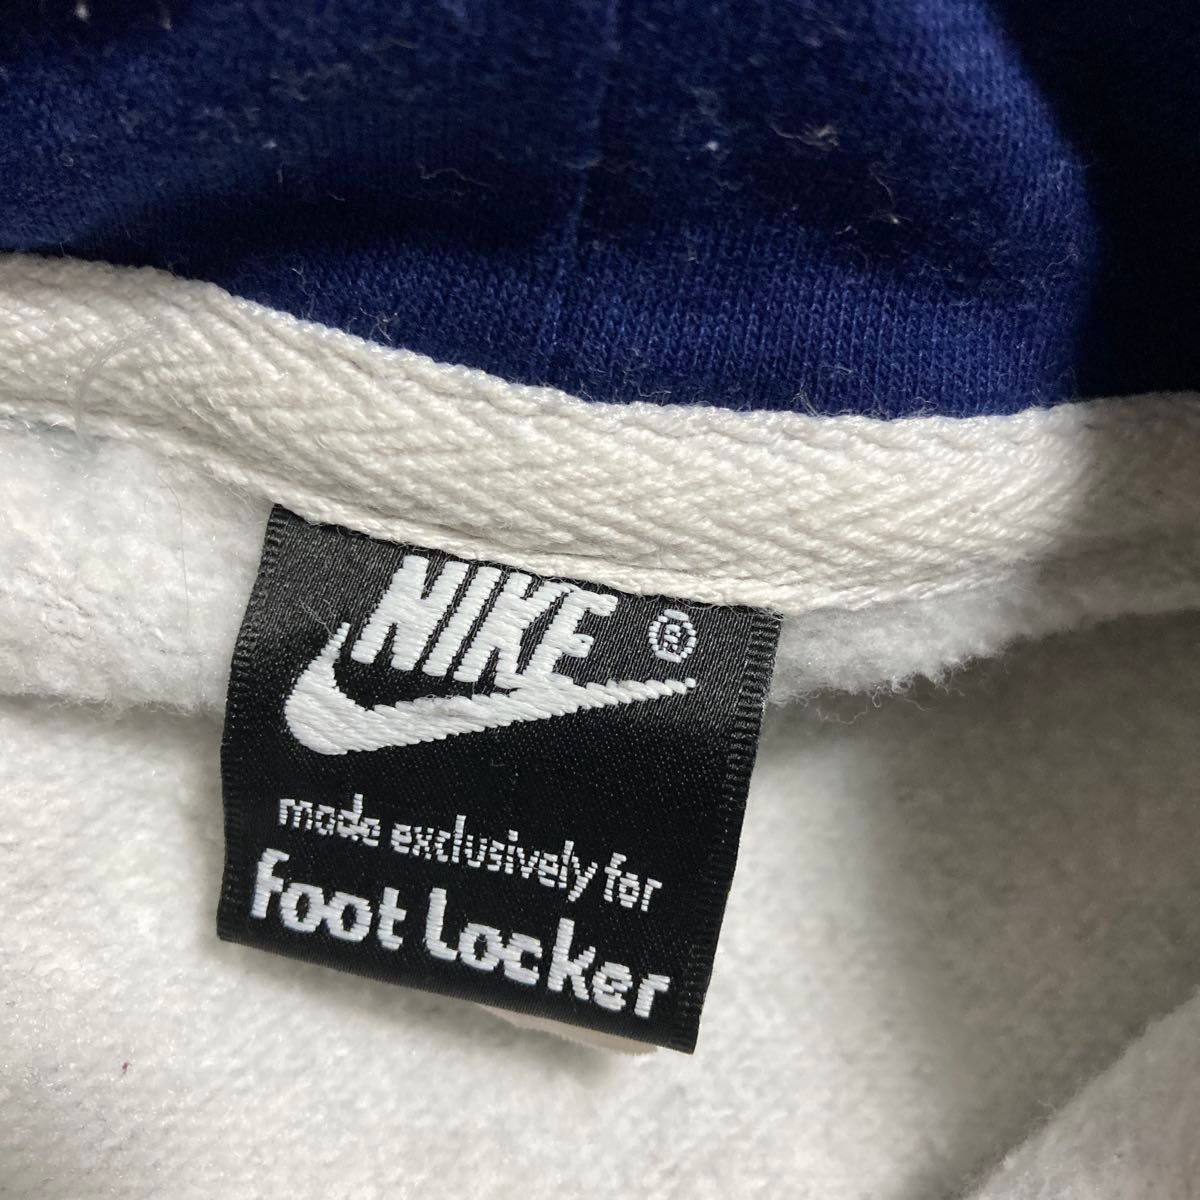 NIKE ®
made exclusively for
foot Locker